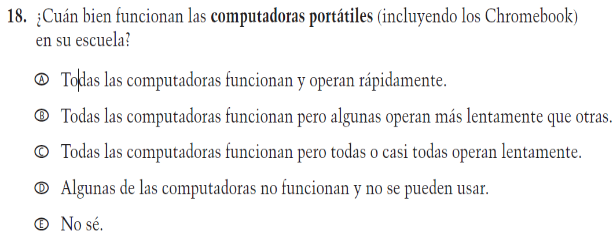 18. ¿Cuán bien funcionan las computadoras portátiles (incluyendo los Chromebook)
en su escuela?
Ⓐ Todas las computadoras funcionan y operan rápidamente.
Ⓑ Todas las computadoras funcionan pero algunas operan más lentamente que otras.
Ⓒ Todas las computadoras funcionan pero todas o casi todas operan lentamente.
Ⓓ Algunas de las computadoras no funcionan y no se pueden usar.
Ⓔ No sé.